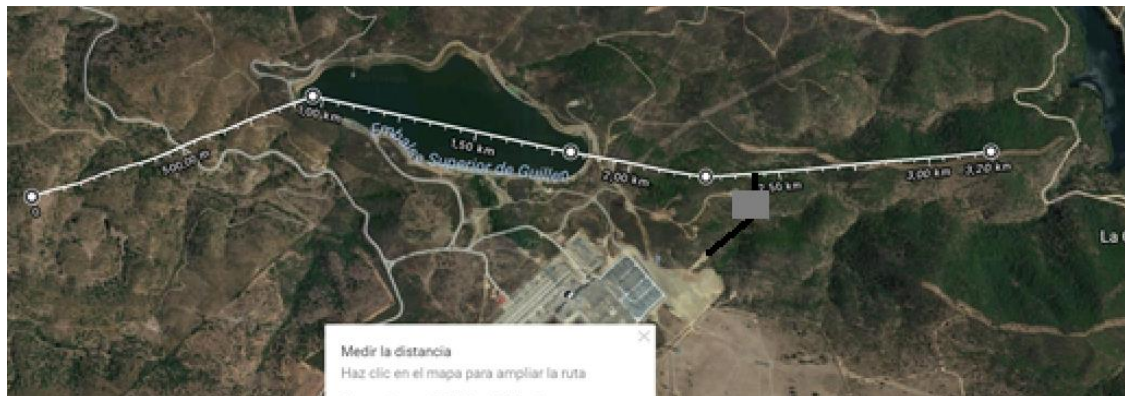 1,00 km
500,00 m
0
1,50 km
Embalse Superior de Guillen
2,00 km
2,50 km
3,00 km
3,20 km
La
Medir la distancia
Haz clic en el mapa para ampliar la ruta